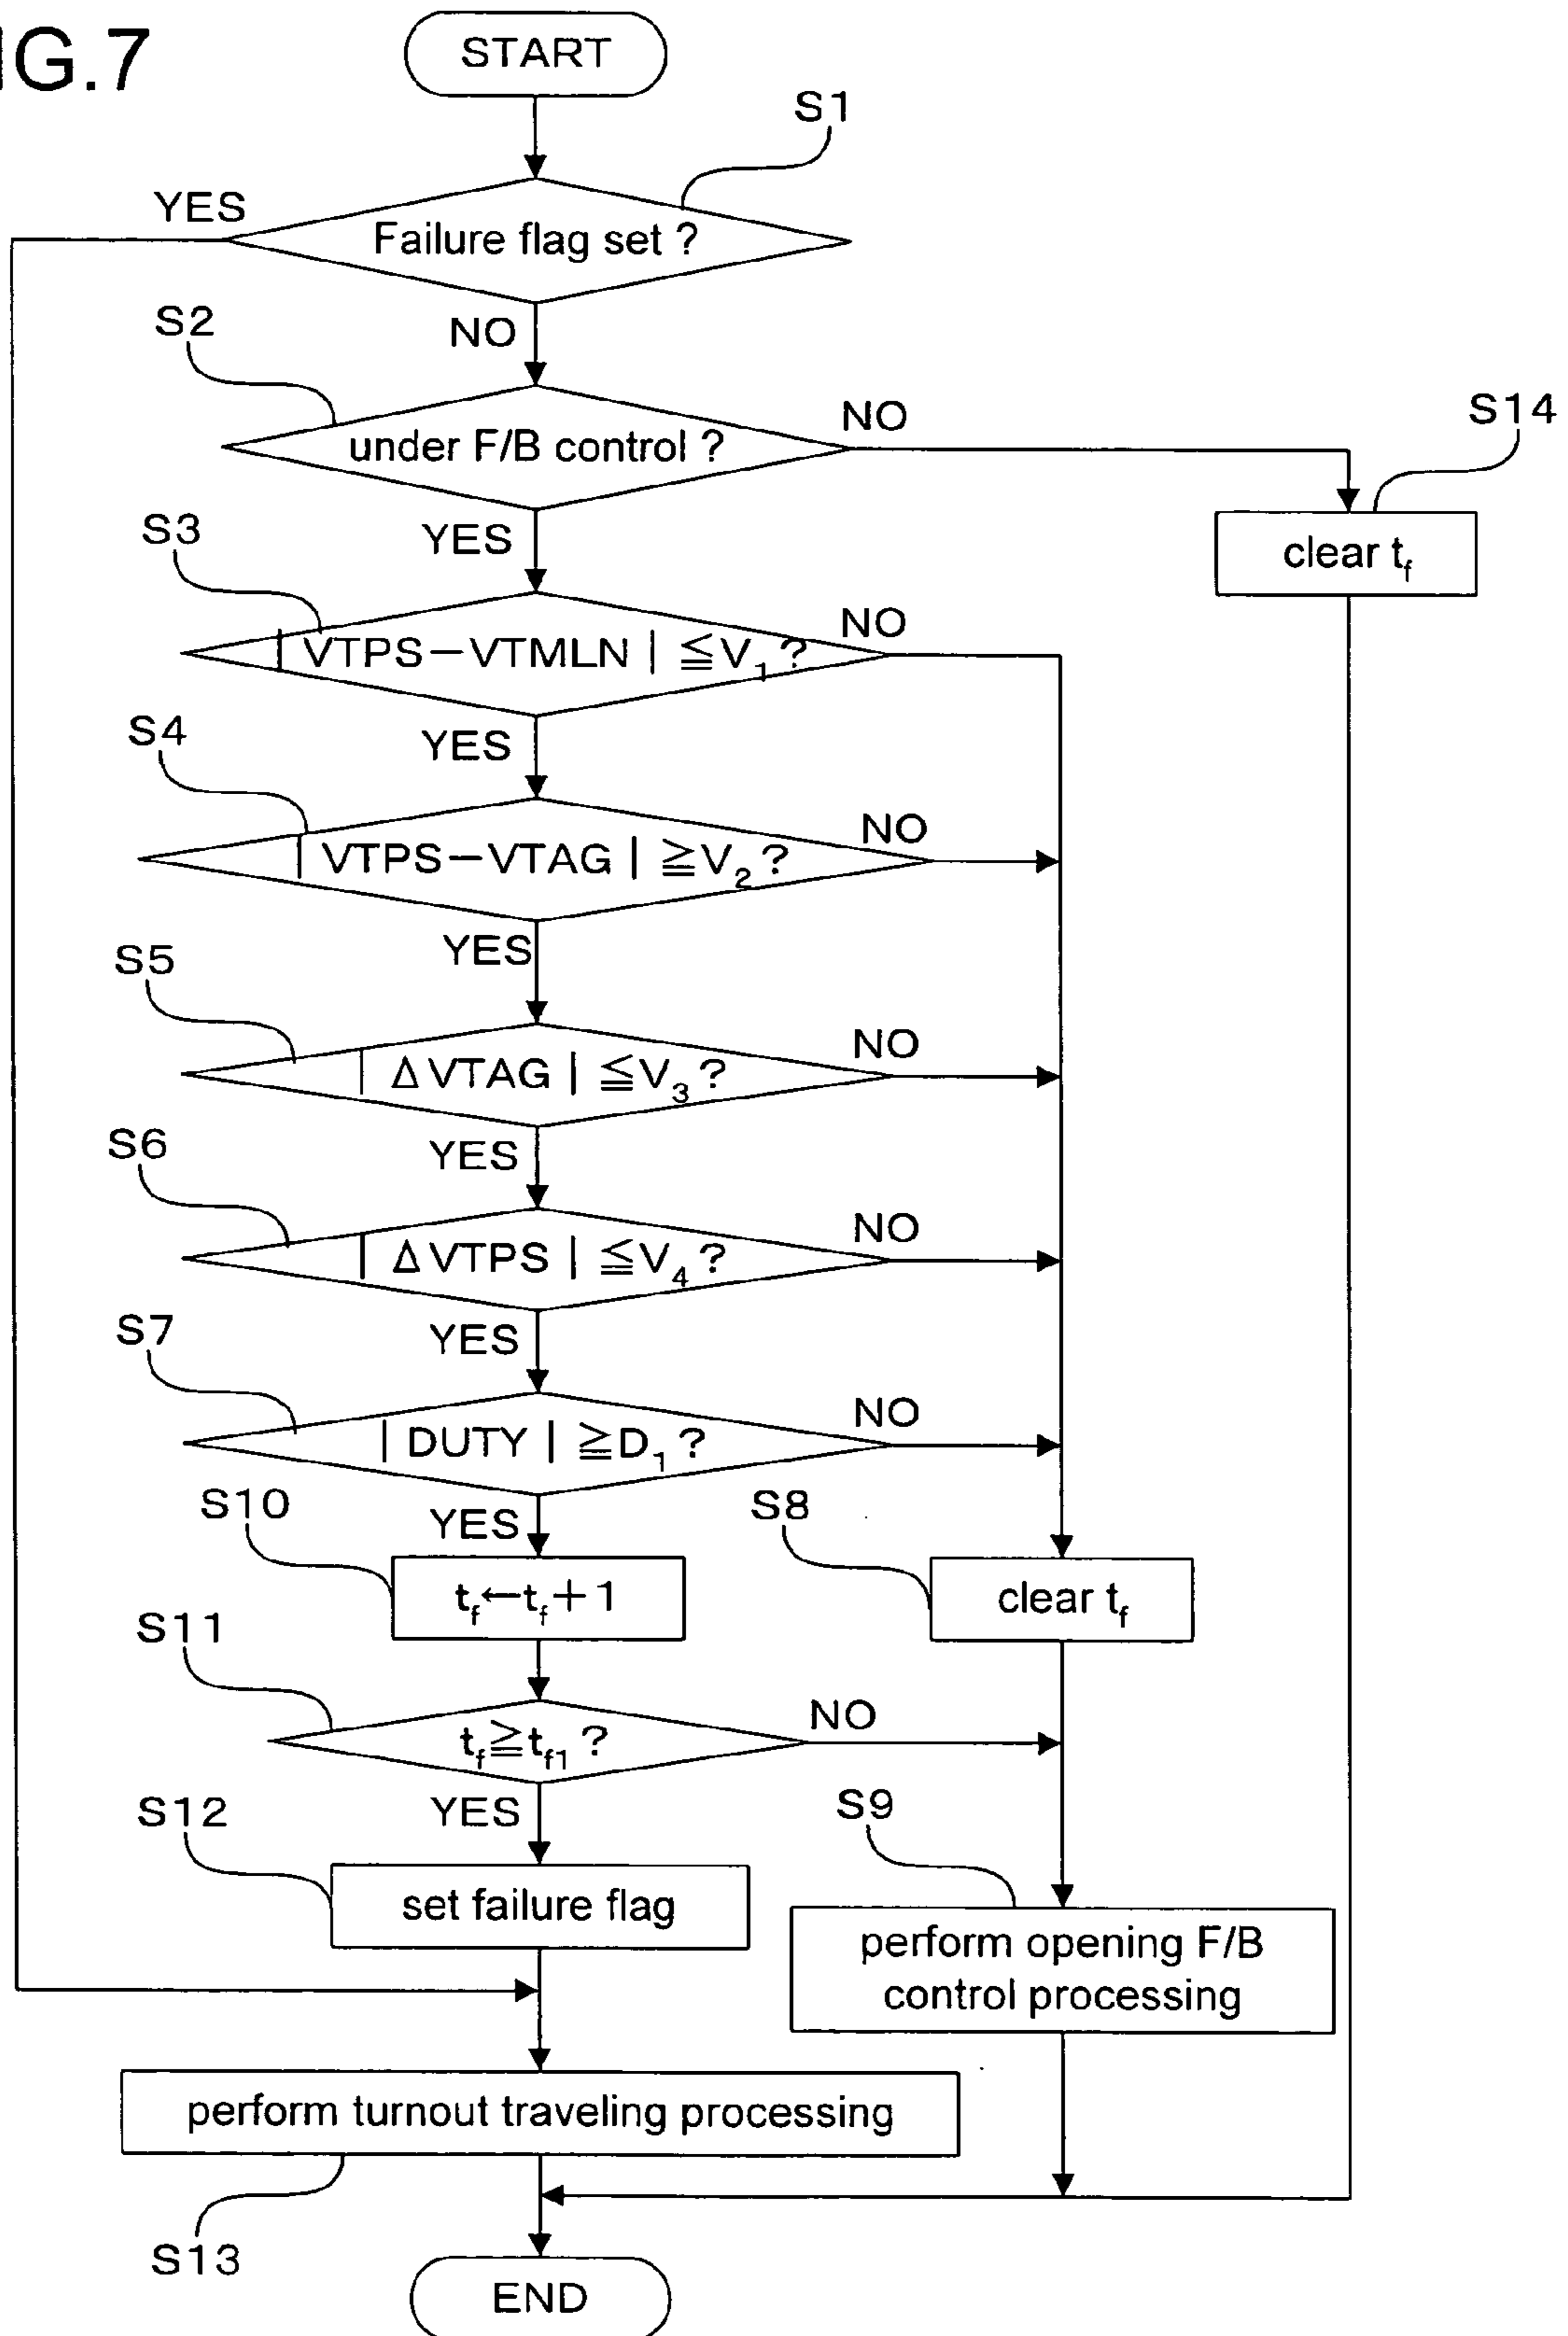 IG.7
START
S1
YES
Failure flag set ?
NO
S2
under F/B control ?
NO
S14
clear tf
YES
S3
| VTPS−VTMLN | ≦V1?
NO
YES
S4
| VTPS−VTAG | ≧V2?
NO
YES
S5
| ΔVTAG | ≦V3?
NO
YES
S6
| ΔVTPS | ≦V4?
NO
YES
S7
| DUTY | ≧D1?
NO
YES
S10
tf←tf+1
S8
clear tf
S11
tf≧tf1 ?
NO
YES
S12
set failure flag
S9
perform opening F/B
control processing
perform turnout traveling processing
S13
END